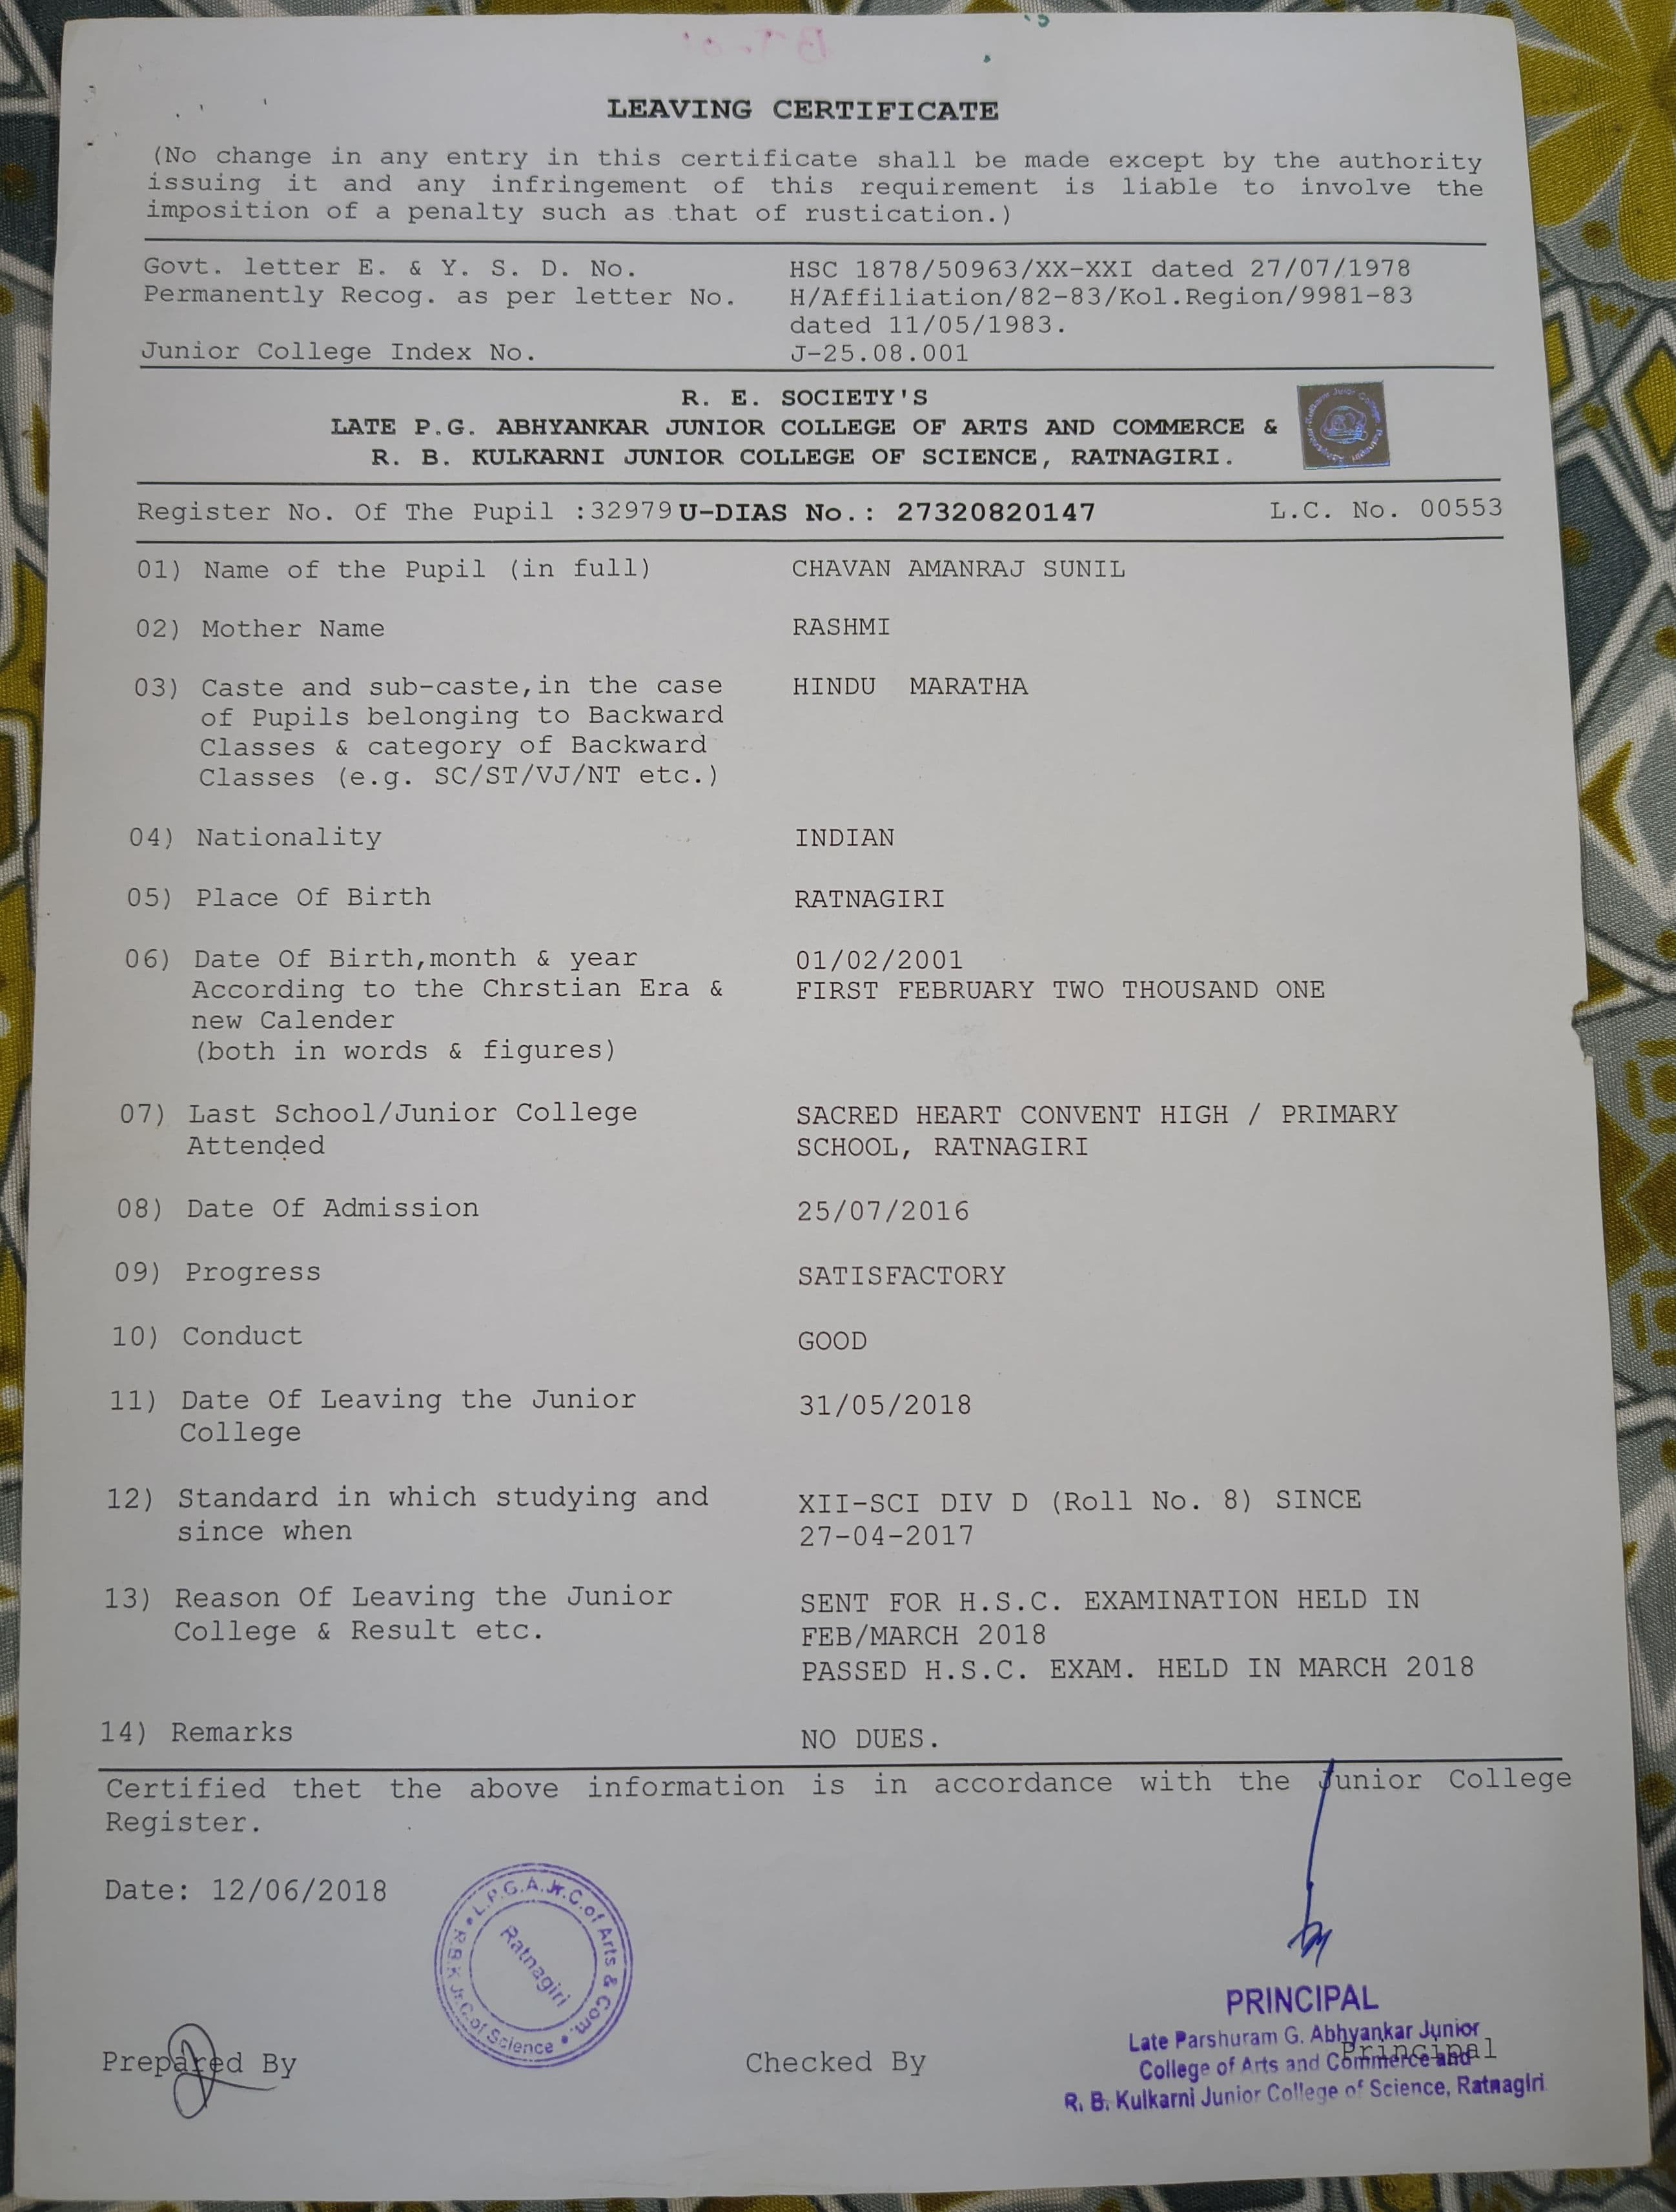 LEAVING CERTIFICATE
(No change in any entry in this certificate shall be made except by the authority
issuing it and any infringement of this requirement is liable to involve the
imposition of a penalty such as that of rustication.)
Govt. letter E. & Y. S. D. No. HSC 1878/50963/XX-XXI dated 27/07/1978
Permanently Recog. as per letter No. H/Affiliation/82-83/Kol.Region/9981-83
dated 11/05/1983.
Junior College Index No. J-25.08.001
R. E. SOCIETY'S
LATE P.G. ABHYANKAR JUNIOR COLLEGE OF ARTS AND COMMERCE &
R. B. KULKARNI JUNIOR COLLEGE OF SCIENCE, RATNAGIRI.
Register No. Of The Pupil :32979 U-DIAS No.: 27320820147 L.C. No. 00553
01) Name of the Pupil (in full) CHAVAN AMANRAJ SUNIL
02) Mother Name RASHMI
03) Caste and sub-caste,in the case HINDU MARATHA
of Pupils belonging to Backward
Classes & category of Backward
Classes (e.g. SC/ST/VJ/NT etc.)
04) Nationality INDIAN
05) Place Of Birth RATNAGIRI
06) Date Of Birth,month & year 01/02/2001
According to the Chrstian Era & FIRST FEBRUARY TWO THOUSAND ONE
new Calender
(both in words & figures)
07) Last School/Junior College SACRED HEART CONVENT HIGH / PRIMARY
Attended SCHOOL, RATNAGIRI
08) Date Of Admission 25/07/2016
09) Progress SATISFACTORY
10) Conduct GOOD
11) Date Of Leaving the Junior 31/05/2018
College
12) Standard in which studying and XII-SCI DIV D (Roll No. 8) SINCE
since when 27-04-2017
13) Reason Of Leaving the Junior SENT FOR H.S.C. EXAMINATION HELD IN
College & Result etc. FEB/MARCH 2018
PASSED H.S.C. EXAM. HELD IN MARCH 2018
14) Remarks NO DUES.
Certified thet the above information is in accordance with the Junior College
Register.
Date: 12/06/2018
L.P.G.A.Jr.C.of Arts & Com.
R.B.K.Jr.C.of Science
Ratnagiri
Prepared By Checked By Principal
PRINCIPAL
Late Parshuram G. Abhyankar Junior
College of Arts and Commerce and
R. B. Kulkarni Junior College of Science, Ratnagiri